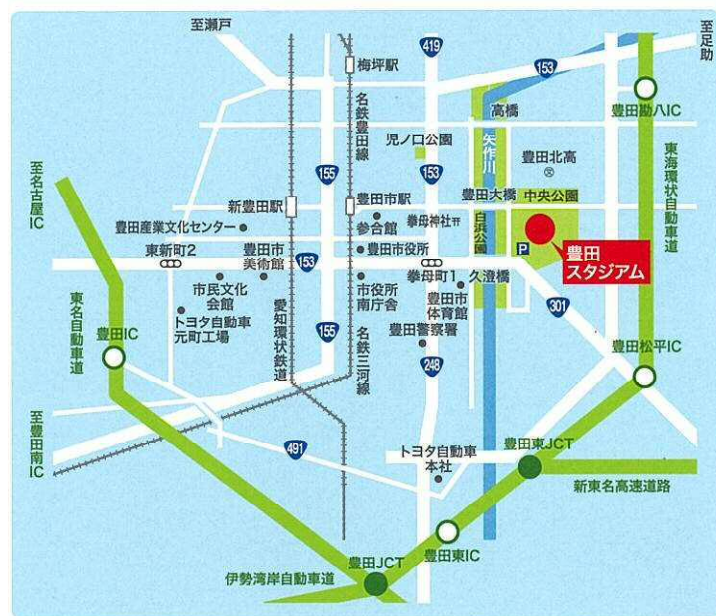 至瀬戸
至足助
419
153
梅坪駅
高橋
豊田勘八IC
名鉄豊田線
児ノ口公園
矢作川
豊田北高
東海環状自動車道
155
153
至名古屋IC
新豊田駅
豊田市駅
豊田大橋
中央公園
豊田産業文化センター
参合館
挙母神社
白浜公園
P
豊田
スタジアム
東新町2
豊田市
美術館
153
豊田市役所
挙母町1
久澄橋
市民文化
会館
市役所
南庁舎
豊田市
体育館
301
トヨタ自動車
元町工場
愛知環状鉄道
155
名鉄三河線
豊田警察署
東名自動車道
豊田IC
248
豊田松平IC
至豊田南IC
491
トヨタ自動車
本社
豊田東JCT
新東名高速道路
豊田東IC
豊田JCT
伊勢湾岸自動車道